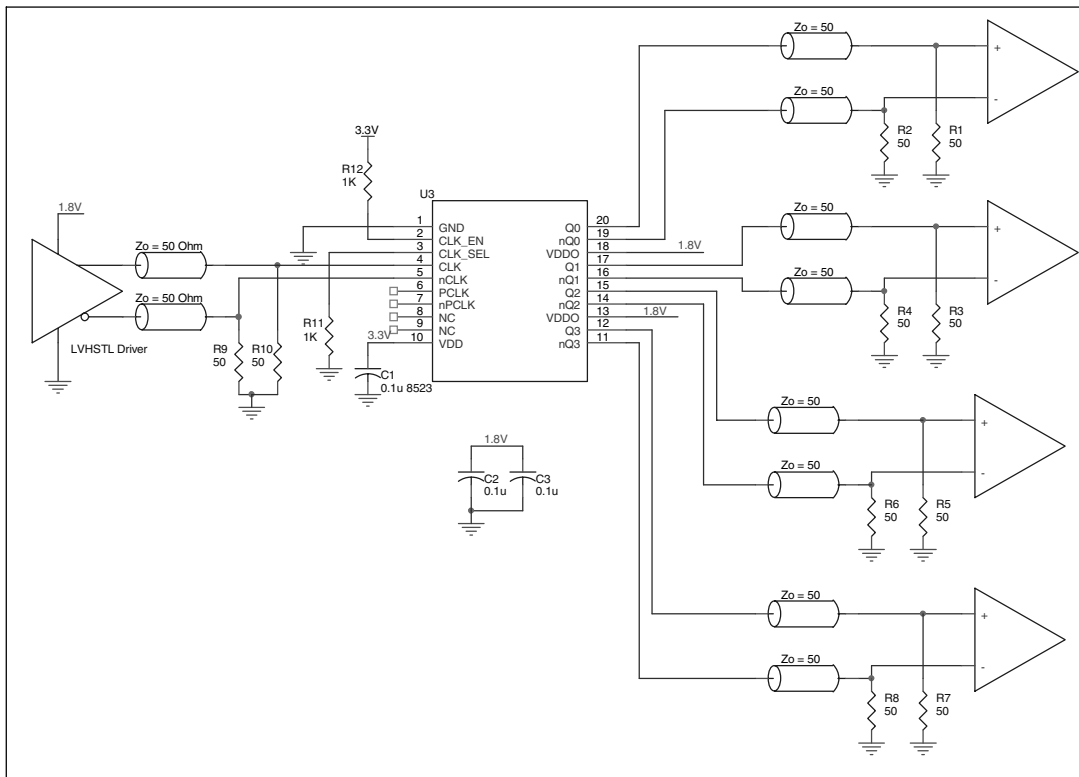 Zo = 50
+
Zo = 50
-
R2
50
R1
50
3.3V
R12
1K
U3
1.8V
1 GND
2 CLK_EN
3 CLK_SEL
4 CLK
5 nCLK
6 PCLK
7 nPCLK
8 NC
9 NC
10 VDD
Q0 20
nQ0 19
VDDO 18
Q1 17
nQ1 16
Q2 15
nQ2 14
VDDO 13
Q3 12
nQ3 11
1.8V
1.8V
Zo = 50 Ohm
Zo = 50 Ohm
LVHSTL Driver
R9
50
R10
50
R11
1K
3.3V
C1
0.1u 8523
Zo = 50
+
Zo = 50
-
R4
50
R3
50
1.8V
C2
0.1u
C3
0.1u
Zo = 50
+
Zo = 50
-
R6
50
R5
50
Zo = 50
+
Zo = 50
-
R8
50
R7
50